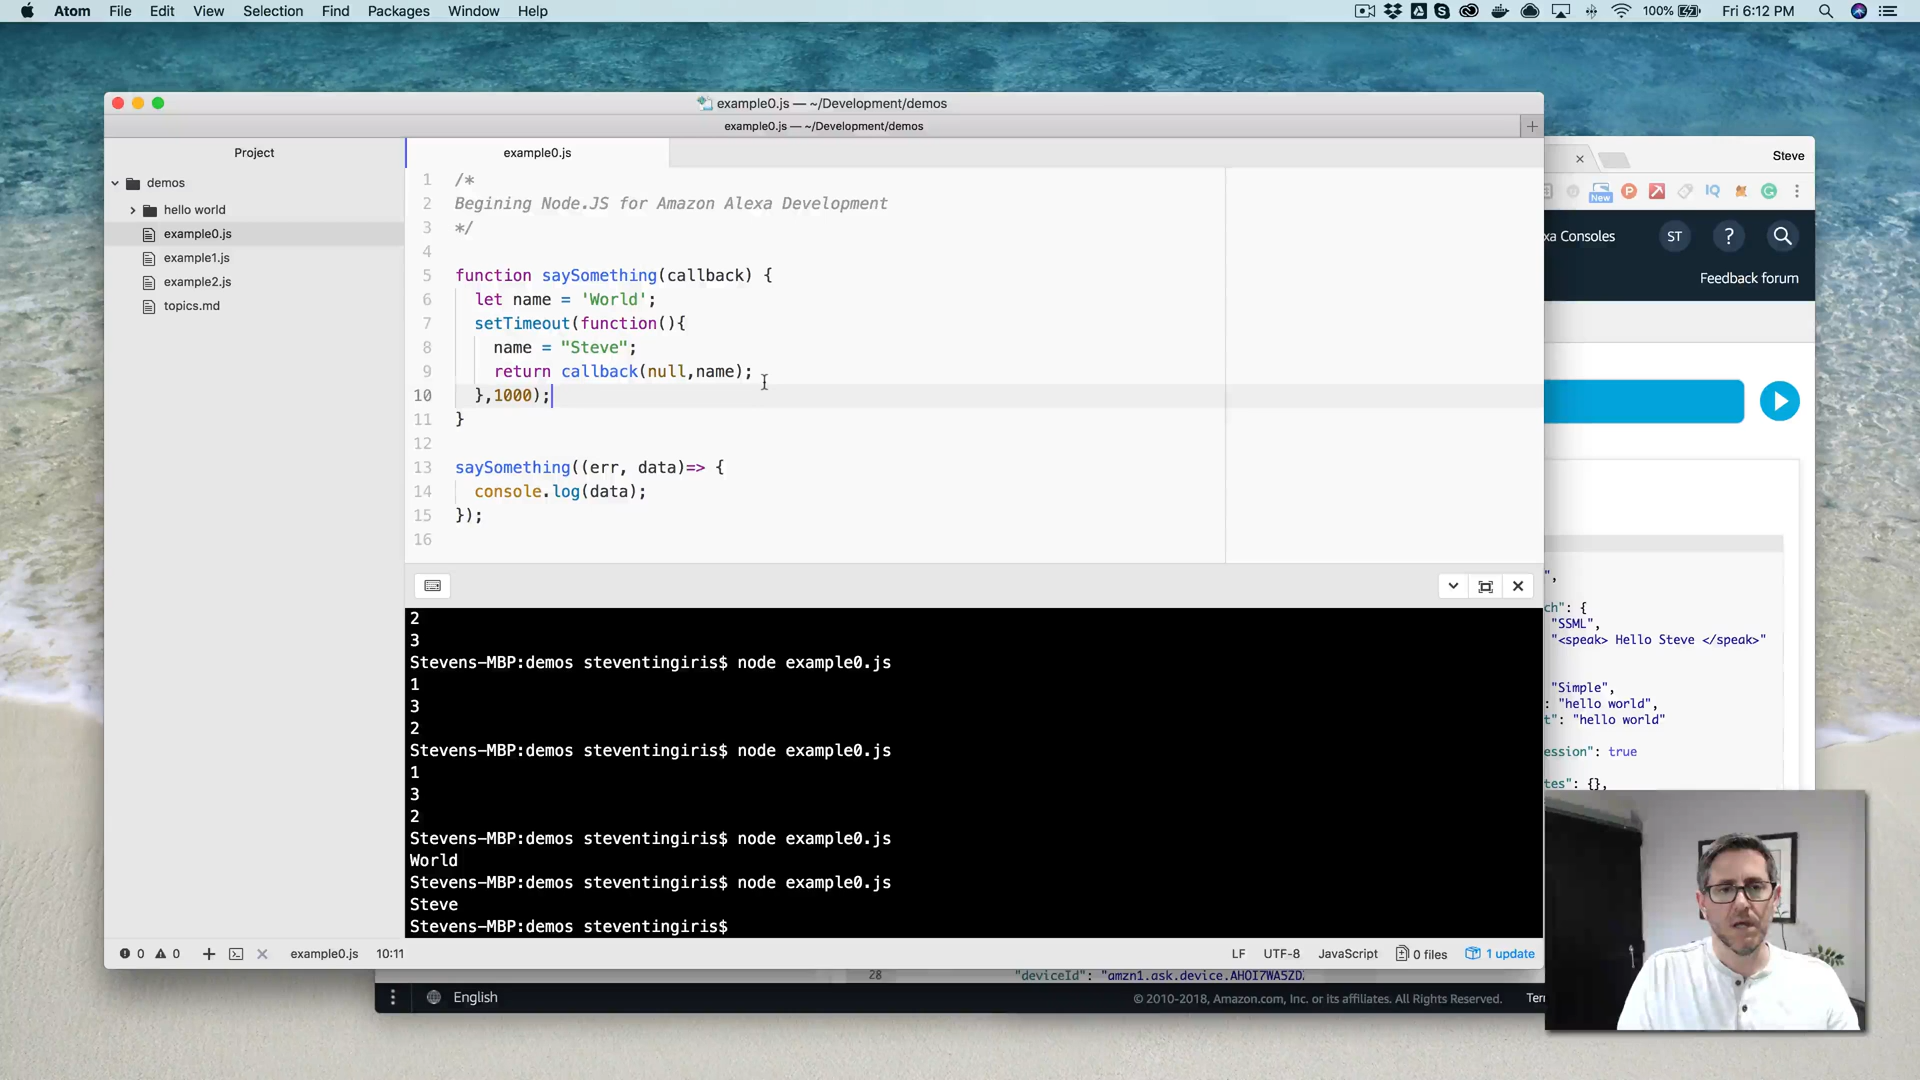 Atom File Edit View Selection Find Packages Window Help
100% Fri 6:12 PM
example0.js — ~/Development/demos
example0.js — ~/Development/demos
Project
demos
hello world
example0.js
example1.js
example2.js
topics.md
example0.js
1 /*
2 Begining Node.JS for Amazon Alexa Development
3 */
4
5 function saySomething(callback) {
6 let name = 'World';
7 setTimeout(function(){
8 name = "Steve";
9 return callback(null,name);
10 },1000);
11 }
12
13 saySomething((err, data)=> {
14 console.log(data);
15 });
16
2
3
Stevens-MBP:demos steventingiris$ node example0.js
1
3
2
Stevens-MBP:demos steventingiris$ node example0.js
1
3
2
Stevens-MBP:demos steventingiris$ node example0.js
World
Stevens-MBP:demos steventingiris$ node example0.js
Steve
Stevens-MBP:demos steventingiris$
0 0 example0.js 10:11 LF UTF-8 JavaScript 0 files 1 update
Steve
New IQ
xa Consoles ST ?
Feedback forum
",
ch": {
"SSML",
"<speak> Hello Steve </speak>"
"Simple",
: "hello world",
t": "hello world"
ession": true
tes": {},
28 "deviceId": "amzn1.ask.device.AHOI7WA5ZD
English © 2010-2018, Amazon.com, Inc. or its affiliates. All Rights Reserved. Ter